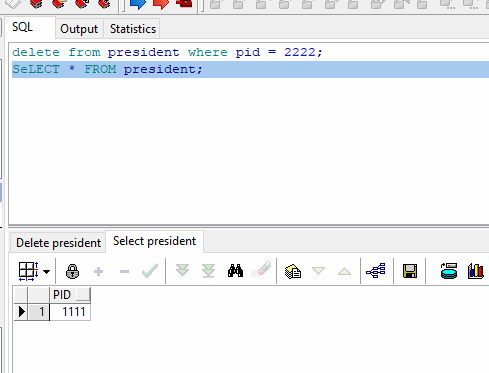 SQL Output Statistics
delete from president where pid = 2222;
SeLECT * FROM president;
Delete president Select president
PID
1 1111